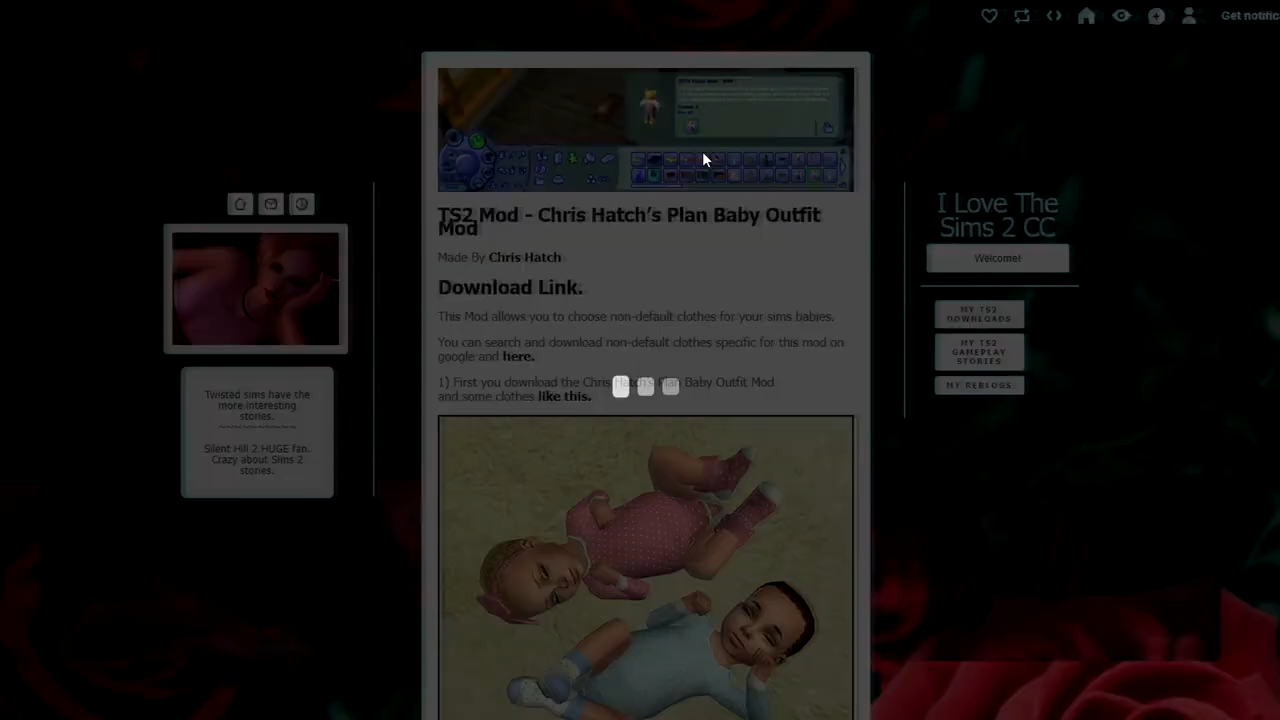 Get notific
TS2 Mod - Chris Hatch's Plan Baby Outfit
Mod
Made By Chris Hatch
Download Link.
This Mod allows you to choose non-default clothes for your sims babies.
You can search and download non-default clothes specific for this mod on
google and here.
1) First you download the Chris Hatch's Plan Baby Outfit Mod
and some clothes like this.
Twisted sims have the
more interesting
stories.
Silent Hill 2 HUGE fan.
Crazy about Sims 2
stories.
I Love The
Sims 2 CC
Welcome!
MY TS2
DOWNLOADS
MY TS2
GAMEPLAY
STORIES
MY REBLOGS